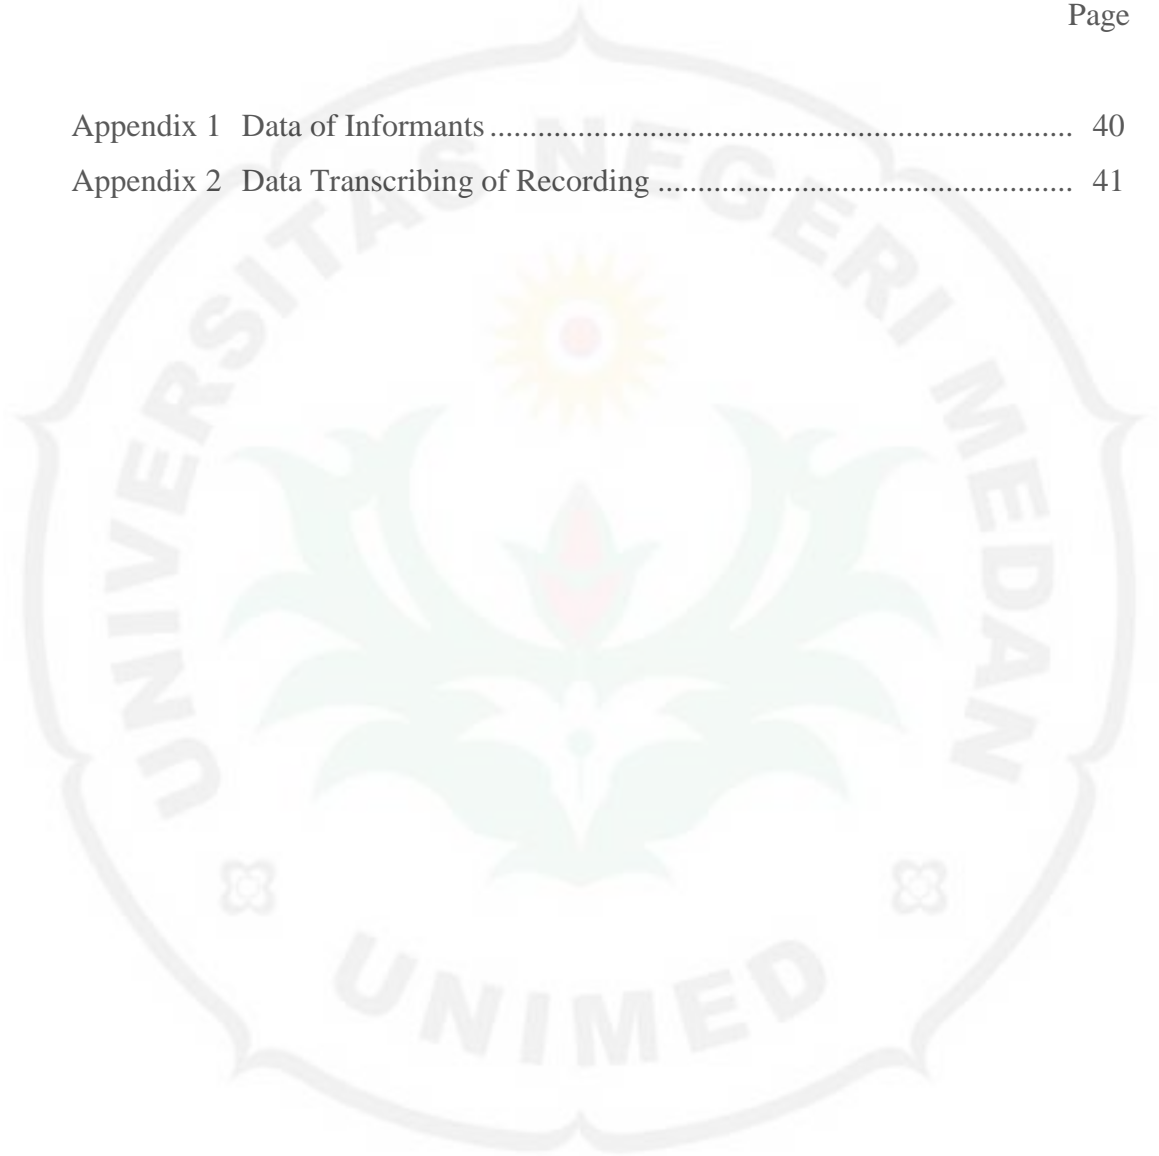 Page
Appendix 1 Data of Informants ........................................................................ 40
Appendix 2 Data Transcribing of Recording ................................................... 41
UNIVERSITAS NEGERI MEDAN
UNIMED